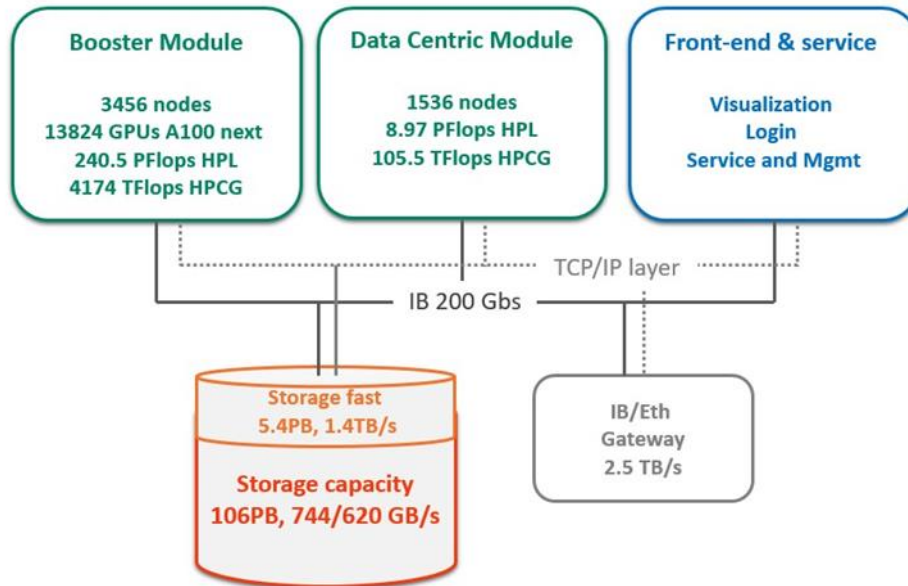 Booster Module
3456 nodes
13824 GPUs A100 next
240.5 PFlops HPL
4174 TFlops HPCG
Data Centric Module
1536 nodes
8.97 PFlops HPL
105.5 TFlops HPCG
Front-end & service
Visualization
Login
Service and Mgmt
TCP/IP layer
IB 200 Gbs
Storage fast
5.4PB, 1.4TB/s
Storage capacity
106PB, 744/620 GB/s
IB/Eth
Gateway
2.5 TB/s